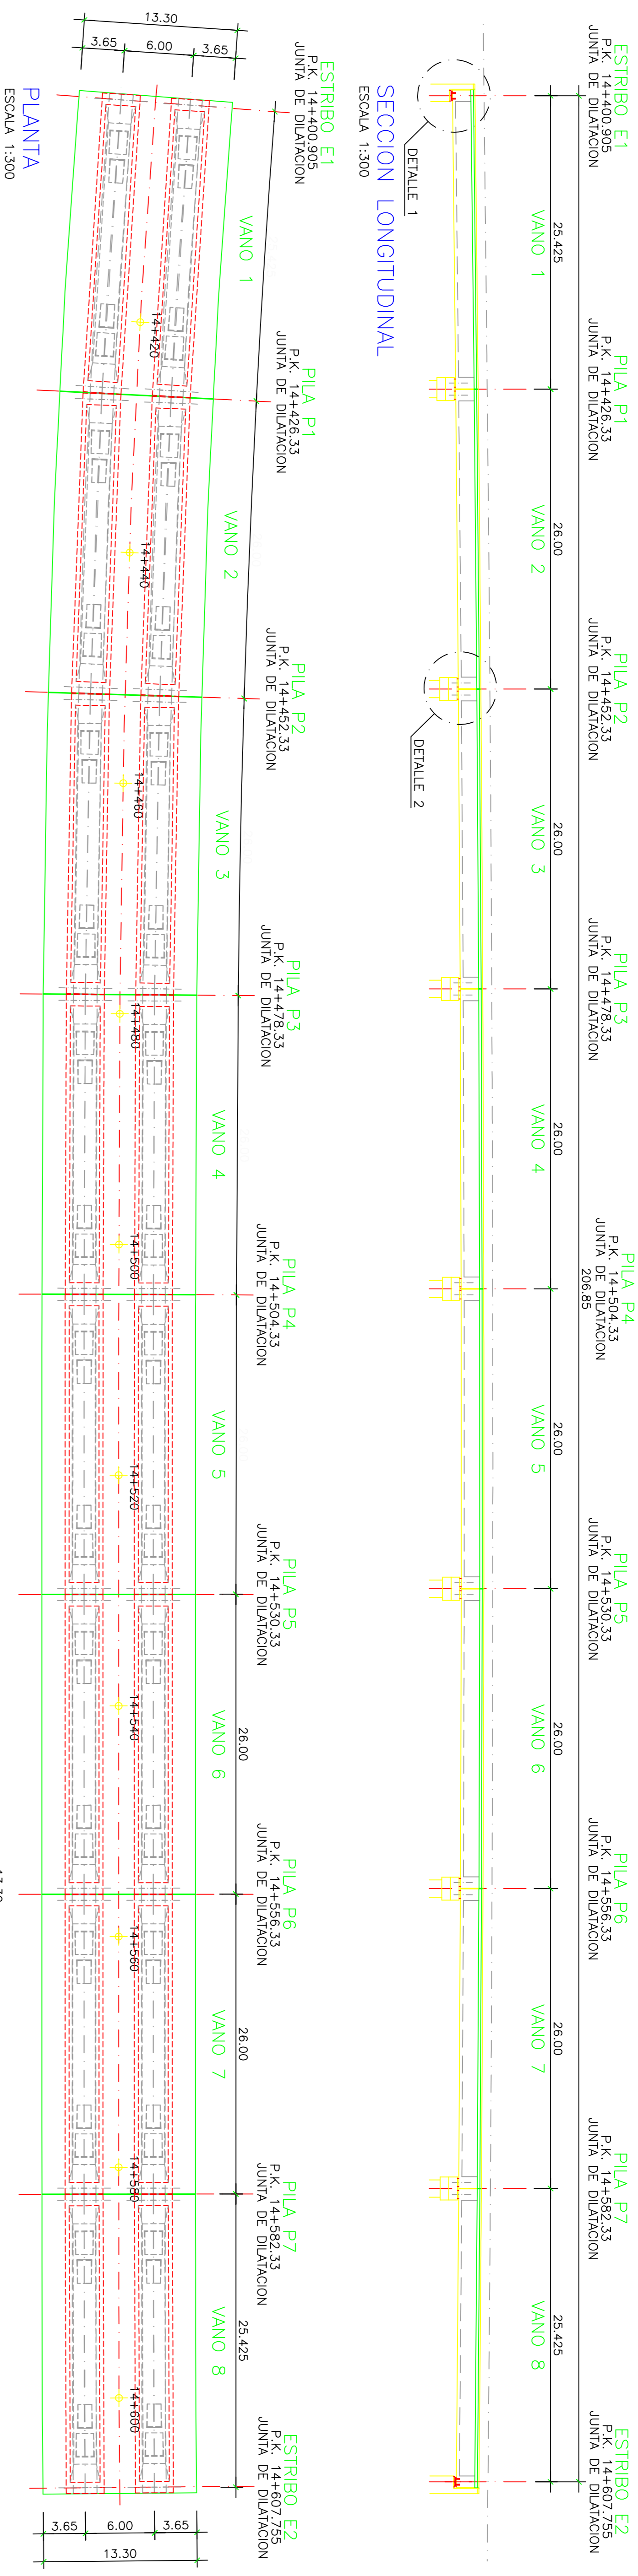 ESTRIBO E1
P.K. 14+400.905
JUNTA DE DILATACION
PILA P1
P.K. 14+426.33
JUNTA DE DILATACION
PILA P2
P.K. 14+452.33
JUNTA DE DILATACION
PILA P3
P.K. 14+478.33
JUNTA DE DILATACION
PILA P4
P.K. 14+504.33
JUNTA DE DILATACION
PILA P5
P.K. 14+530.33
JUNTA DE DILATACION
PILA P6
P.K. 14+556.33
JUNTA DE DILATACION
PILA P7
P.K. 14+582.33
JUNTA DE DILATACION
ESTRIBO E2
P.K. 14+607.755
JUNTA DE DILATACION
206.85
25.425
26.00
26.00
26.00
26.00
26.00
26.00
25.425
VANO 1
VANO 2
VANO 3
VANO 4
VANO 5
VANO 6
VANO 7
VANO 8
DETALLE 1
DETALLE 2
SECCION LONGITUDINAL
ESCALA 1:300
ESTRIBO E1
P.K. 14+400.905
JUNTA DE DILATACION
PILA P1
P.K. 14+426.33
JUNTA DE DILATACION
PILA P2
P.K. 14+452.33
JUNTA DE DILATACION
PILA P3
P.K. 14+478.33
JUNTA DE DILATACION
PILA P4
P.K. 14+504.33
JUNTA DE DILATACION
PILA P5
P.K. 14+530.33
JUNTA DE DILATACION
PILA P6
P.K. 14+556.33
JUNTA DE DILATACION
PILA P7
P.K. 14+582.33
JUNTA DE DILATACION
ESTRIBO E2
P.K. 14+607.755
JUNTA DE DILATACION
26.00
26.00
25.425
VANO 1
VANO 2
VANO 3
VANO 4
VANO 5
VANO 6
VANO 7
VANO 8
13.30
3.65
6.00
3.65
14+420
14+440
14+460
14+480
14+500
14+520
14+540
14+560
14+580
14+600
3.65
6.00
3.65
13.30
PLANTA
ESCALA 1:300